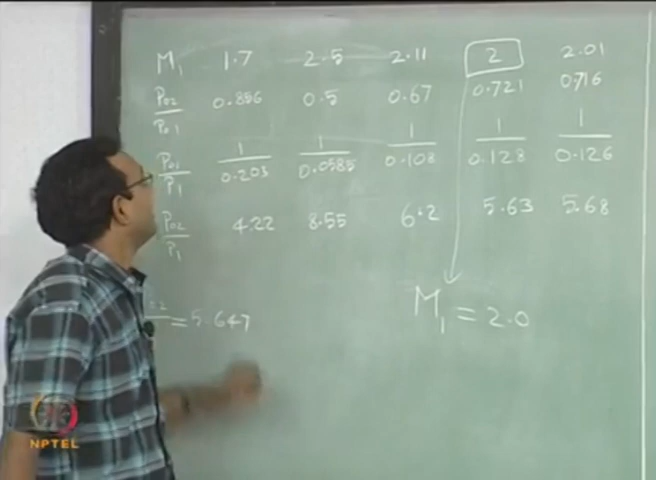 M₁ 1.7 2.5 2.11 2 2.01
P₀₂/P₀₁ 0.856 0.5 0.67 0.721 0.716
P₀₁/P₁ 1/0.203 1/0.0585 1/0.108 1/0.128 1/0.126
P₀₂/P₁ 4.22 8.55 6.2 5.63 5.68
= 5.647
M₁ = 2.0
NPTEL